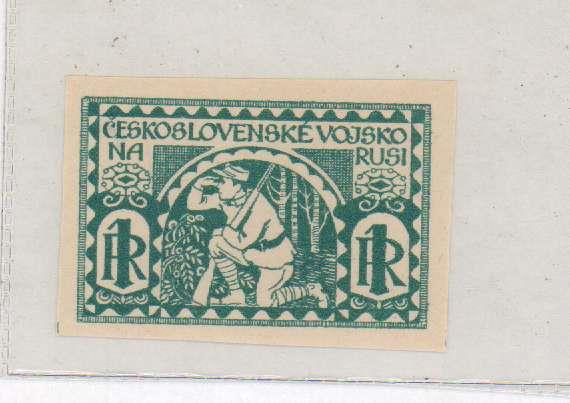 ČESKOSLOVENSKÉ VOJSKO
NA RUSI
1R 1R